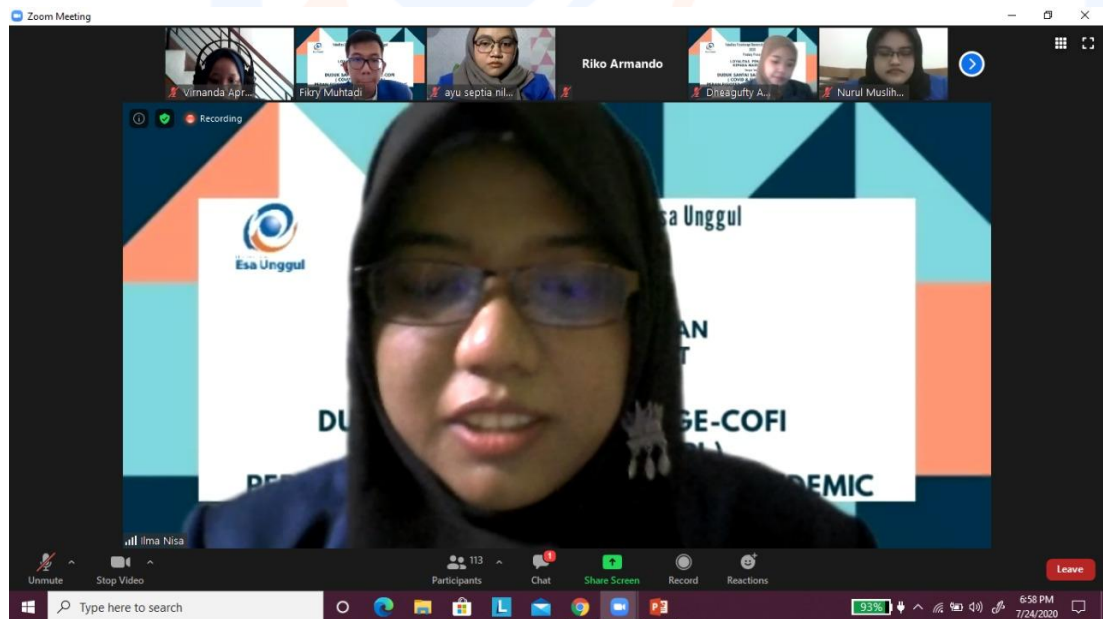 Zoom Meeting
Virnanda Apr...
Fikry Muhtadi
ayu septia nil...
Riko Armando
Dheagufty A...
Nurul Muslih...
Recording
Esa Unggul
sa Unggul
AN
T
DU
GE-COFI
PE
DEMIC
Ilma Nisa
Unmute
Stop Video
Participants 113
Chat 1
Share Screen
Record
Reactions
Leave
Type here to search
93%
6:58 PM
7/24/2020